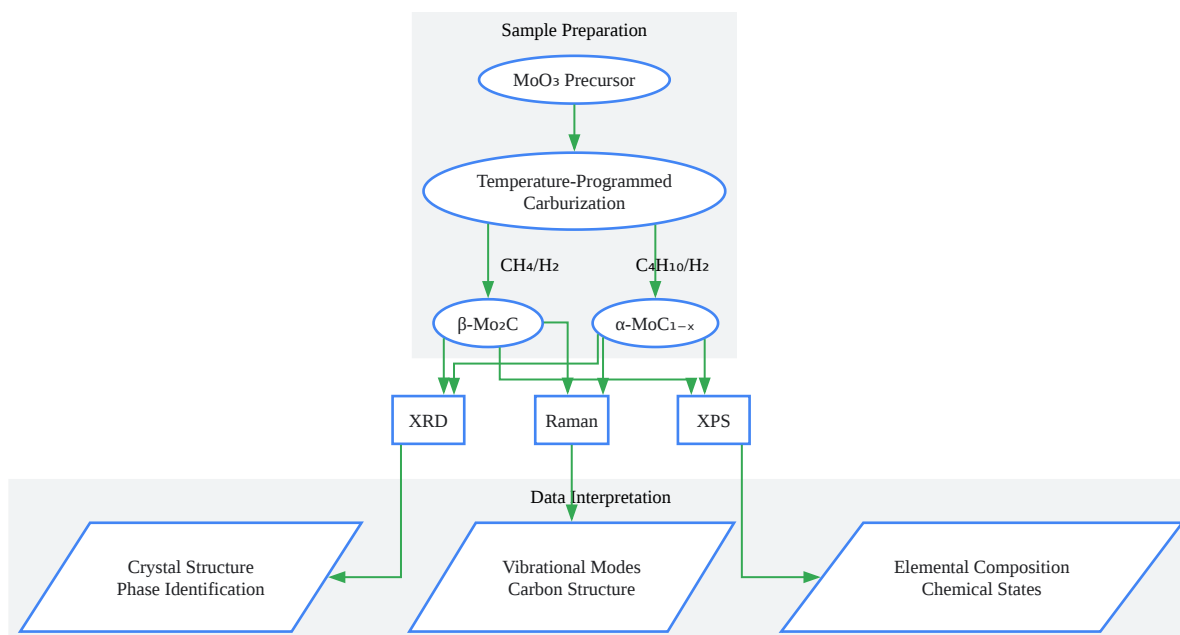 Sample Preparation
MoO₃ Precursor
Temperature-Programmed
Carburization
CH₄/H₂
C₄H₁₀/H₂
β-Mo₂C
α-MoC₁₋ₓ
XRD
Raman
XPS
Data Interpretation
Crystal Structure
Phase Identification
Vibrational Modes
Carbon Structure
Elemental Composition
Chemical States